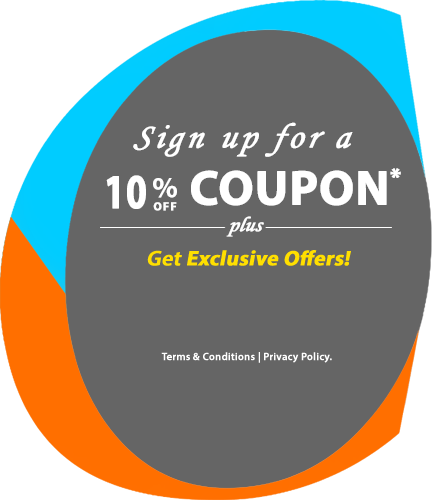 Sign up for a
10% OFF COUPON*
plus
Get Exclusive Offers!
Terms & Conditions | Privacy Policy.